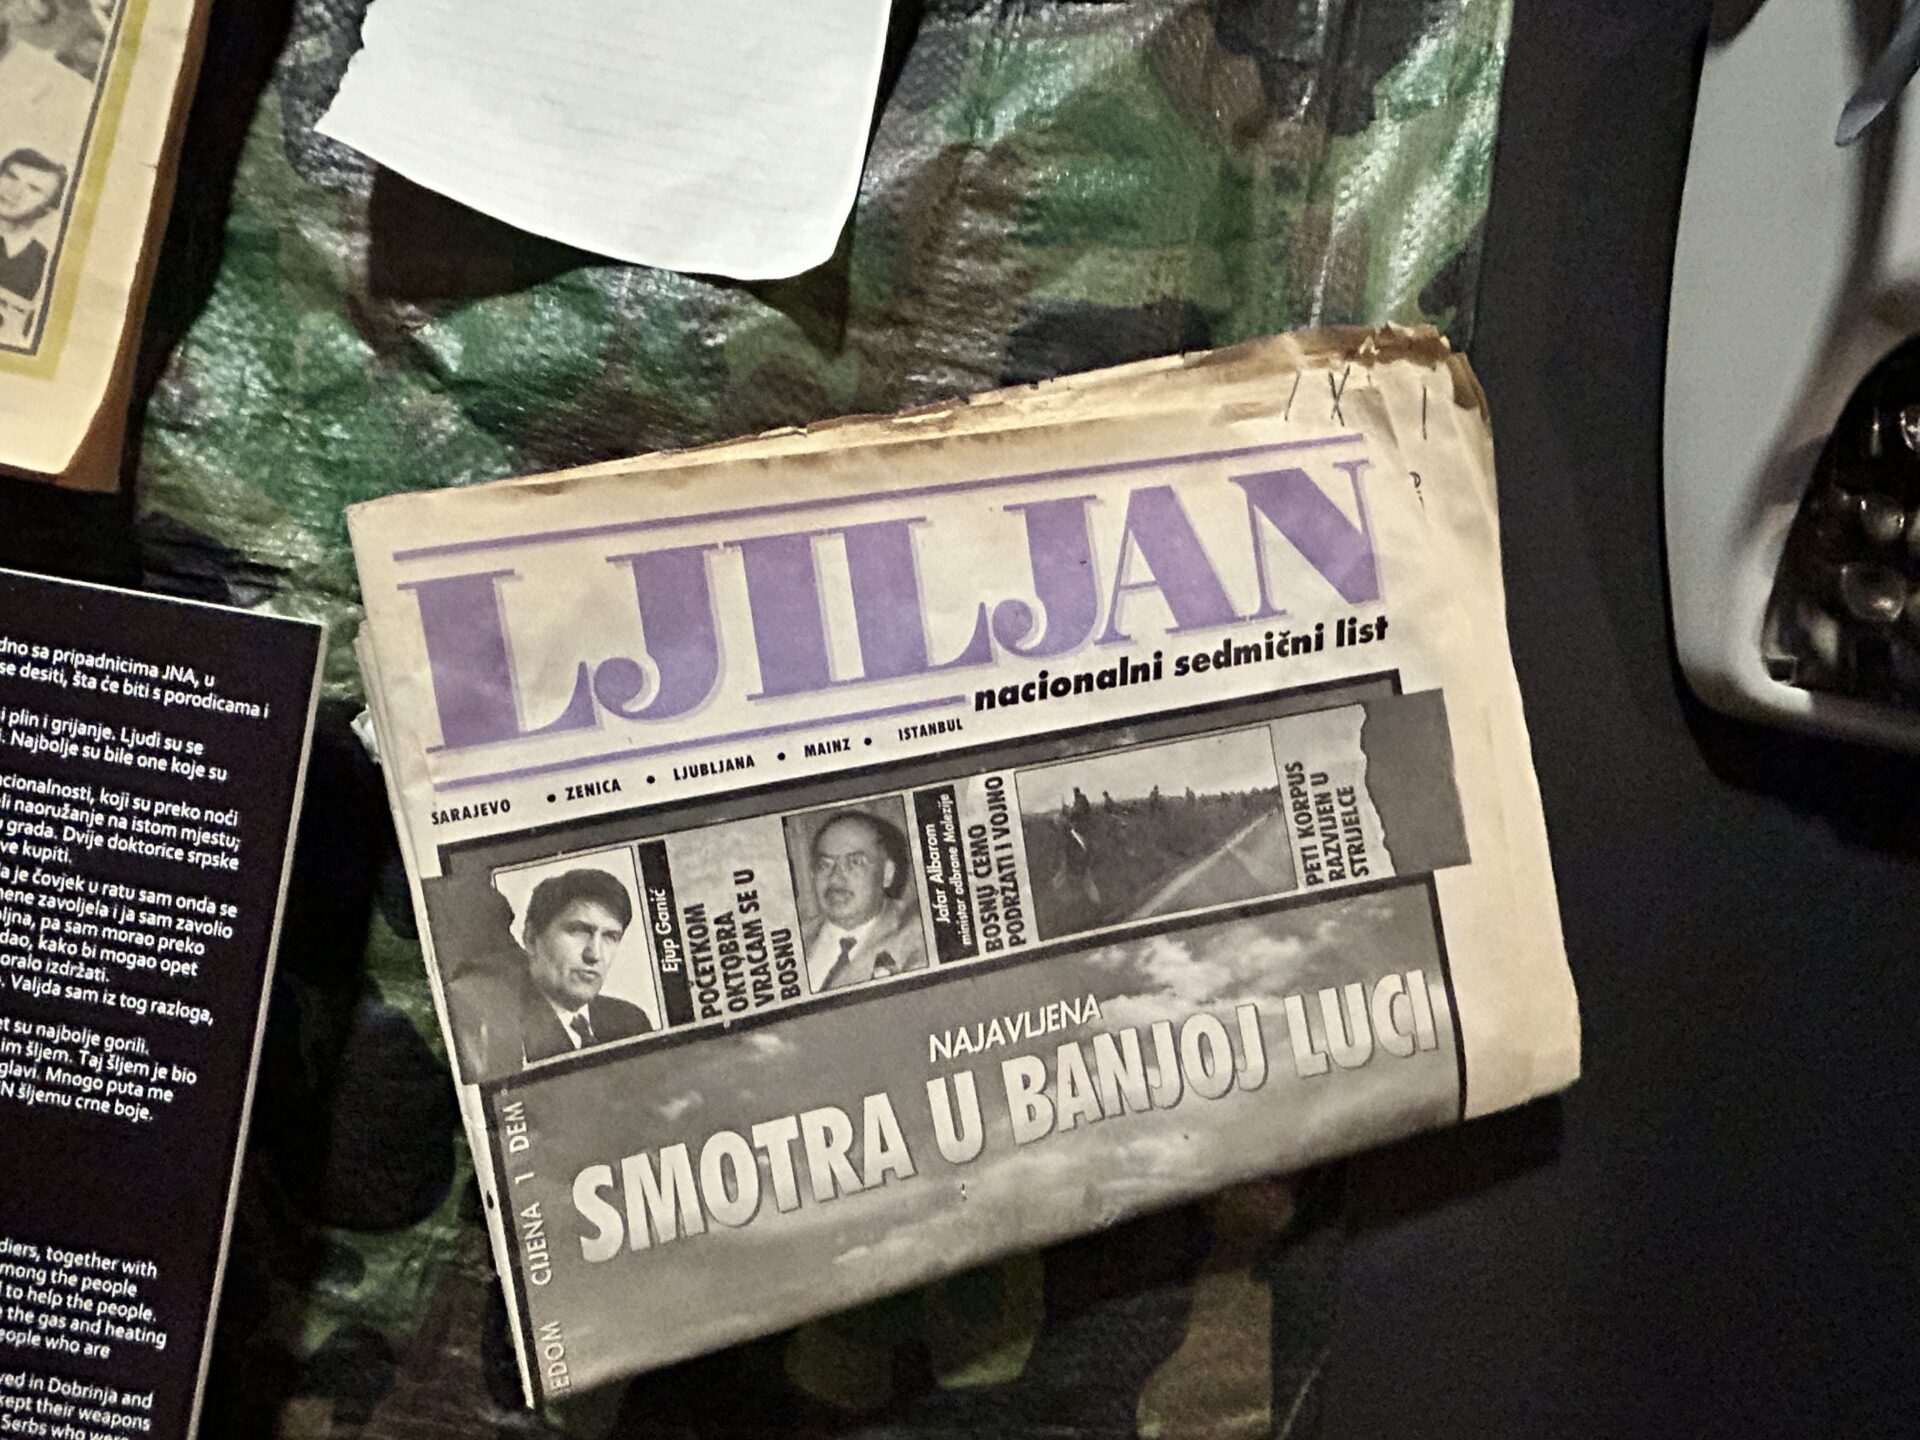 LJILJAN
nacionalni sedmični list
SARAJEVO • ZENICA • LJUBLJANA • MAINZ • ISTANBUL
Ejup Ganić
POČETKOM
OKTOBRA
VRAĆAM SE U
BOSNU
Jafar Albarom
ministar odbrane Malezije
BOSNU ĆEMO
PODRŽATI I VOJNO
PETI KORPUS
RAZVIJEN U
STRIJELCE
NAJAVLJENA
SMOTRA U BANJOJ LUCI
CIJENA 1 DEM
dno sa pripadnicima JNA, u
se desiti, šta će biti s porodicama i
i plin i grijanje. Ljudi su se
. Najbolje su bile one koje su
acionalnosti, koji su preko noći
li naoružanje na istom mjestu;
grada. Dvije doktorice srpske
ve kupiti.
a je čovjek u ratu sam onda se
mene zavoljela i ja sam zavolio
oljna, pa sam morao preko
dao, kako bi mogao opet
oralo izdržati.
. Valjda sam iz tog razloga,
et su najbolje gorili.
im šljem. Taj šljem je bio
glavi. Mnogo puta me
N šljemu crne boje.
diers, together with
mong the people
to help the people.
the gas and heating
eople who are
ved in Dobrinja and
kept their weapons
Serbs who